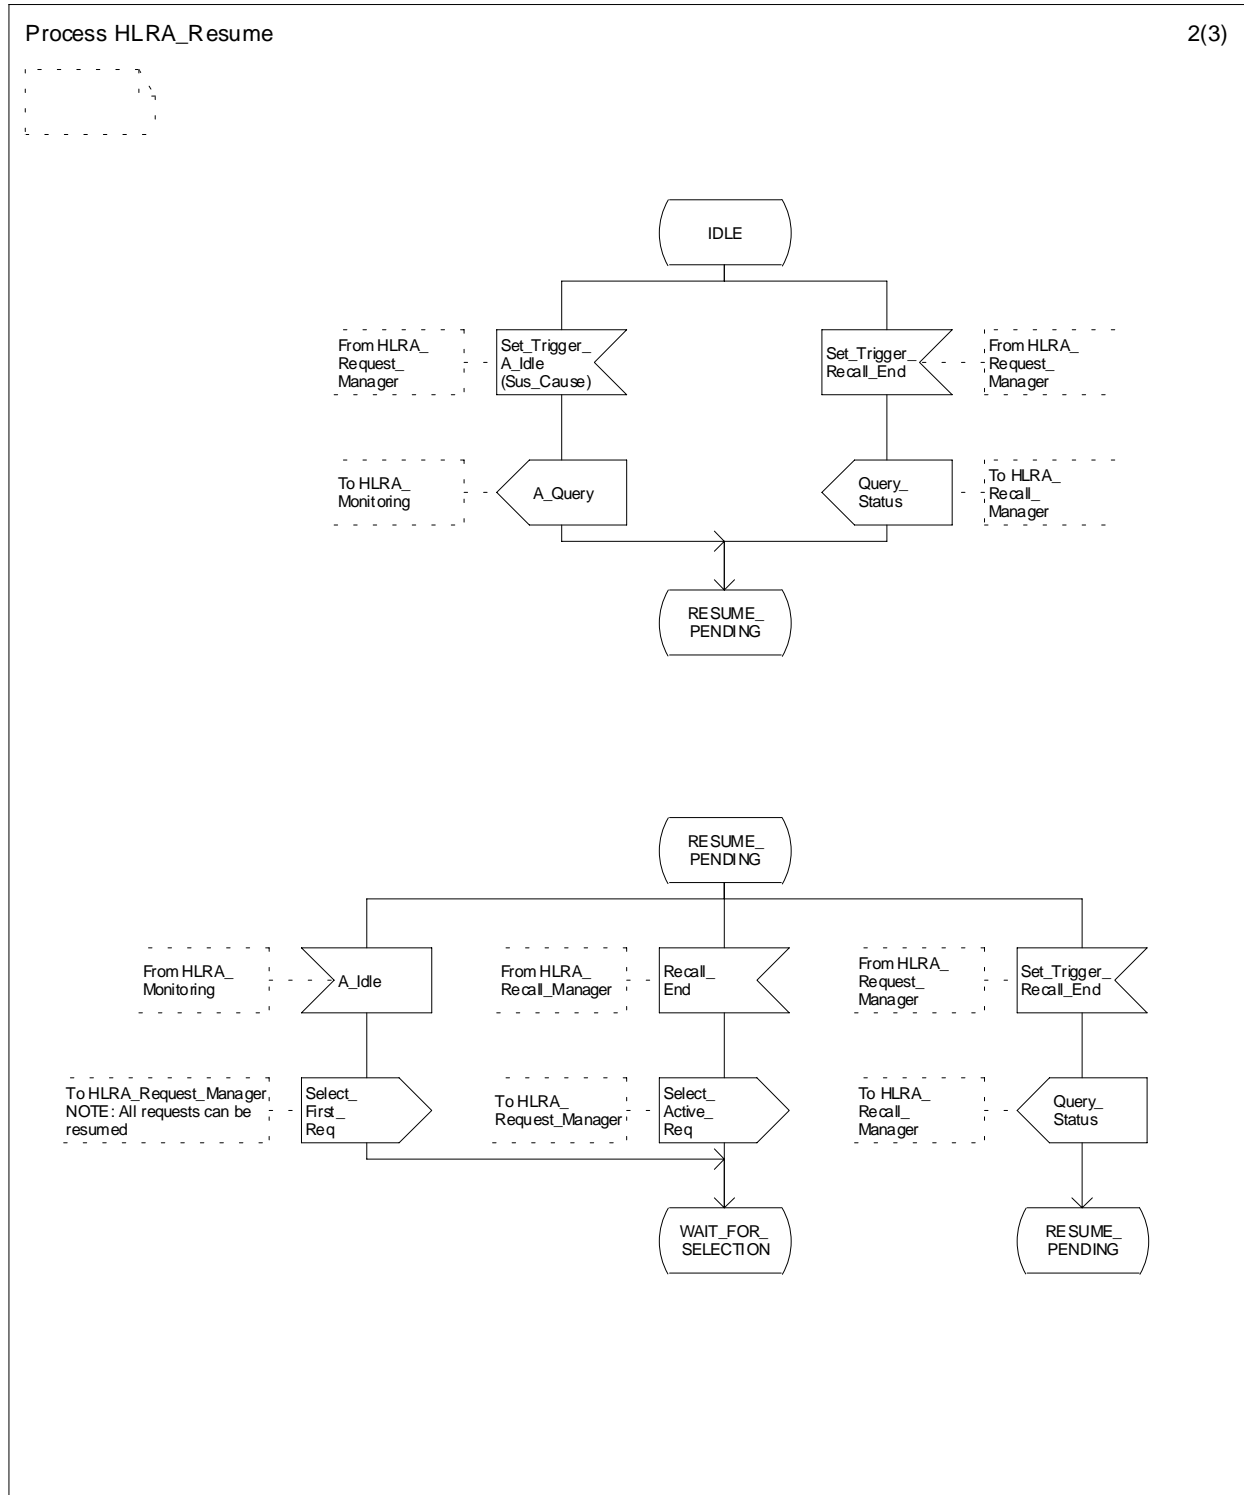 Process HLRA_Resume
2(3)
IDLE
From HLRA_
Request_
Manager
Set_Trigger_
A_Idle
(Sus_Cause)
Set_Trigger_
Recall_End
From HLRA_
Request_
Manager
To HLRA_
Monitoring
A_Query
Query_
Status
To HLRA_
Recall_
Manager
RESUME_
PENDING
RESUME_
PENDING
From HLRA_
Monitoring
A_Idle
From HLRA_
Recall_Manager
Recall_
End
From HLRA_
Request_
Manager
Set_Trigger_
Recall_End
To HLRA_Request_Manager
NOTE: All requests can be
resumed
Select_
First_
Req
To HLRA_
Request_Manager
Select_
Active_
Req
To HLRA_
Recall_
Manager
Query_
Status
WAIT_FOR_
SELECTION
RESUME_
PENDING